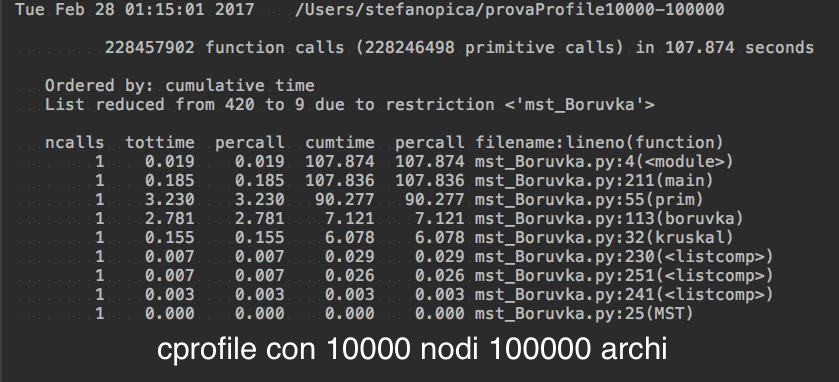 Tue Feb 28 01:15:01 2017    /Users/stefanopica/provaProfile10000-100000
228457902 function calls (228246498 primitive calls) in 107.874 seconds
Ordered by: cumulative time
List reduced from 420 to 9 due to restriction <'mst_Boruvka'>
ncalls  tottime  percall  cumtime  percall filename:lineno(function)
1    0.019    0.019  107.874  107.874 mst_Boruvka.py:4(<module>)
1    0.185    0.185  107.836  107.836 mst_Boruvka.py:211(main)
1    3.230    3.230   90.277   90.277 mst_Boruvka.py:55(prim)
1    2.781    2.781    7.121    7.121 mst_Boruvka.py:113(boruvka)
1    0.155    0.155    6.078    6.078 mst_Boruvka.py:32(kruskal)
1    0.007    0.007    0.029    0.029 mst_Boruvka.py:230(<listcomp>)
1    0.007    0.007    0.026    0.026 mst_Boruvka.py:251(<listcomp>)
1    0.003    0.003    0.003    0.003 mst_Boruvka.py:241(<listcomp>)
1    0.000    0.000    0.000    0.000 mst_Boruvka.py:25(MST)
cprofile con 10000 nodi 100000 archi